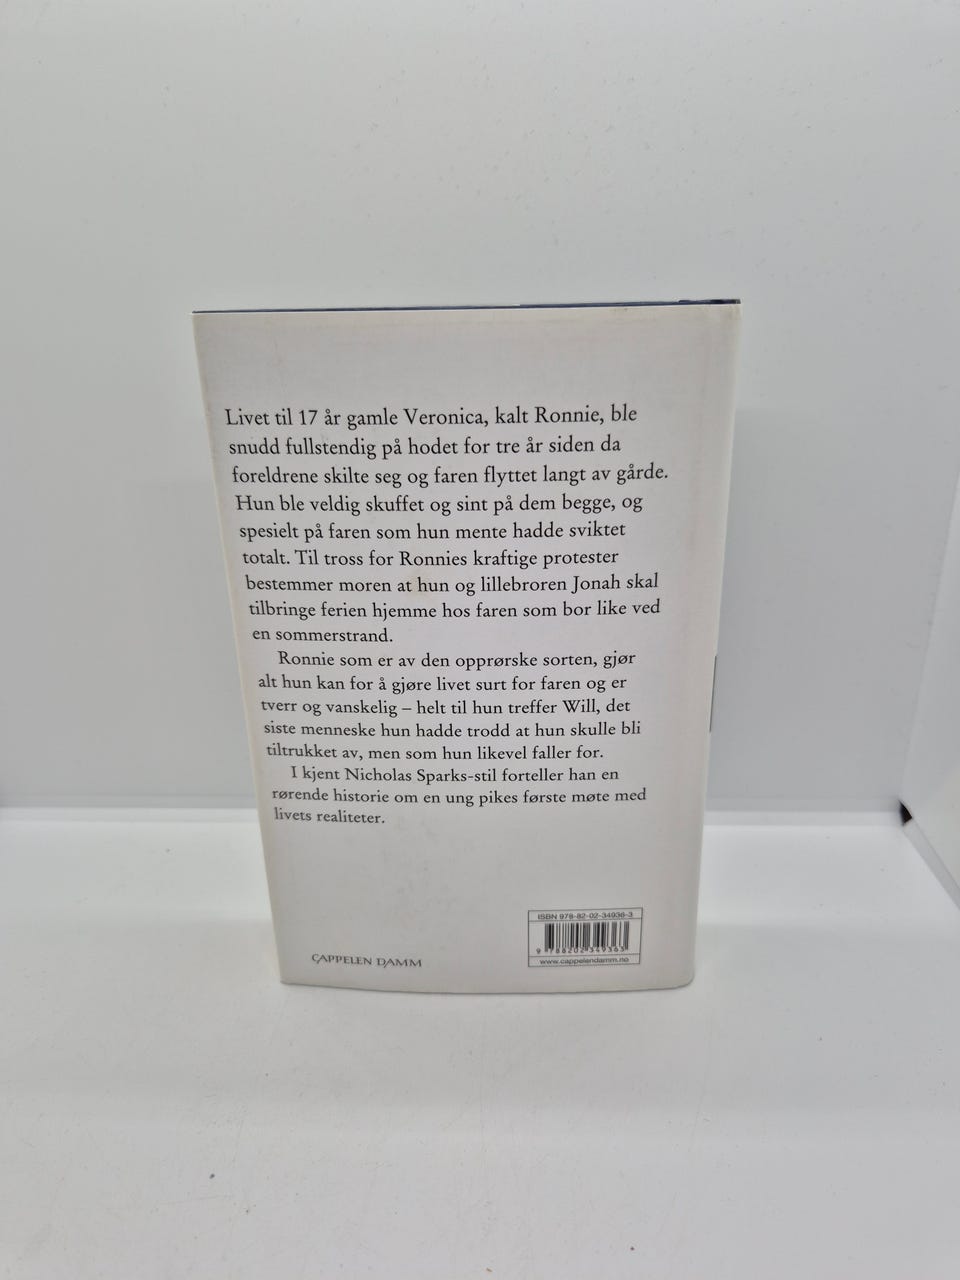 Livet til 17 år gamle Veronica, kalt Ronnie, ble
snudd fullstendig på hodet for tre år siden da
foreldrene skilte seg og faren flyttet langt av gårde.
Hun ble veldig skuffet og sint på dem begge, og
spesielt på faren som hun mente hadde sviktet
totalt. Til tross for Ronnies kraftige protester
bestemmer moren at hun og lillebroren Jonah skal
tilbringe ferien hjemme hos faren som bor like ved
en sommerstrand.
Ronnie som er av den opprørske sorten, gjør
alt hun kan for å gjøre livet surt for faren og er
tverr og vanskelig – helt til hun treffer Will, det
siste menneske hun hadde trodd at hun skulle bli
tiltrukket av, men som hun likevel faller for.
I kjent Nicholas Sparks-stil forteller han en
rørende historie om en ung pikes første møte med
livets realiteter.
CAPPELEN DAMM
ISBN 978-82-02-34936-3
9 788202 349363
www.cappelendamm.no